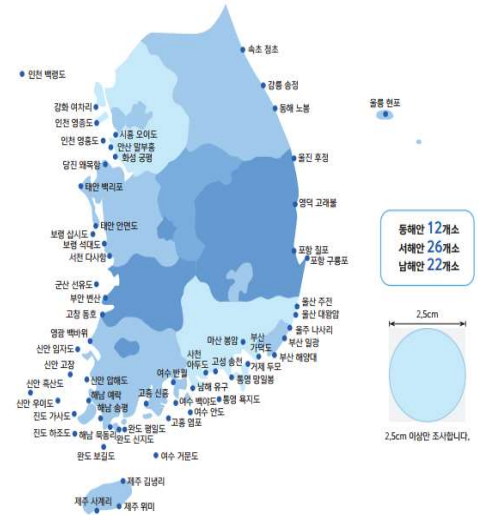 속초 청초
인천 백령도
강릉 송정
강화 여차리
동해 노봉
울릉 현포
인천 영종도
시흥 오이도
인천 영흥도
안산 말부흥
화성 궁평
당진 왜목항
울진 후정
태안 백리포
영덕 고래불
태안 안면도
보령 삽시도
보령 석대도
서천 다사항
포항 칠포
포항 구룡포
동해안 12개소
서해안 26개소
남해안 22개소
군산 선유도
부안 변산
고창 동호
울산 주전
울산 대왕암
2,5cm
영광 백바위
신안 임자도
신안 고장
마산 봉암
부산 가덕도
울주 나사리
부산 일광
부산 해운대
사천 아두도
고성 송천
거제 두모
통영 망일봉
여수 반월
신안 흑산도
신안 압해도
신안 우이도
해남 예락
고흥 신흥
남해 유구
통영 욕지도
여수 백야도
여수 안도
진도 가사도
해남 송평
고흥 염포
진도 하조도
해남 묵동리
완도 평일도
완도 신지도
완도 보길도
여수 거문도
2,5cm 이상만 조사합니다.
제주 김녕리
제주 사계리
제주 위미